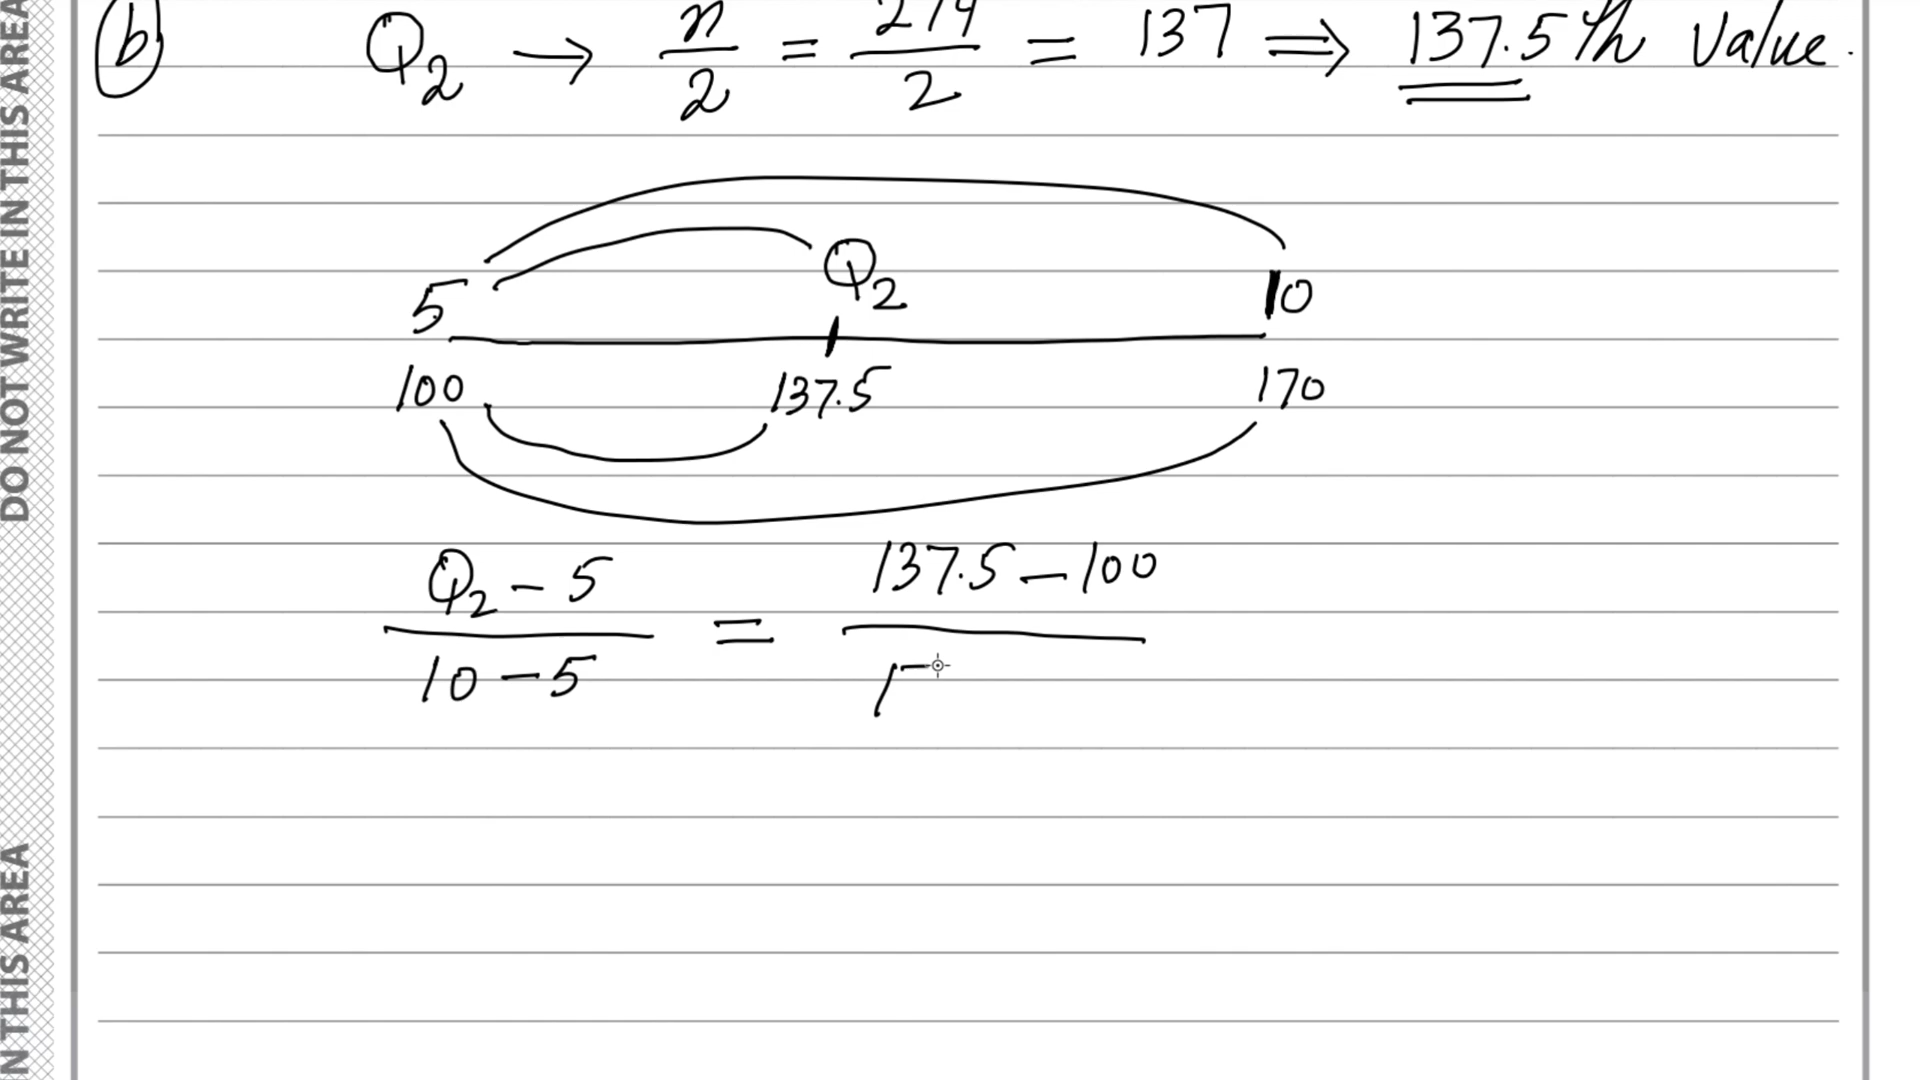 DO NOT WRITE IN THIS AREA
N THIS AREA
(b) Q₂ → n/2 = 274/2 = 137 ⇒ 137.5th value.
5 Q₂ 10
100 137.5 170
Q₂ - 5 = 137.5 - 100
10 - 5 1